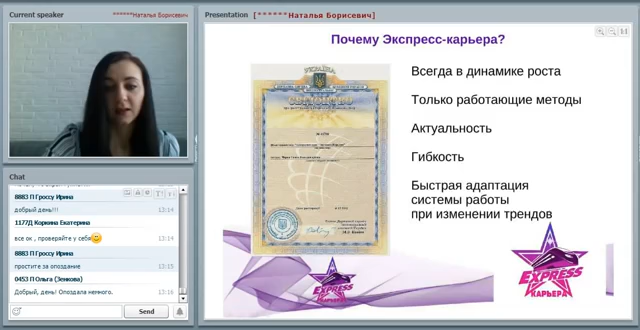 Current speaker
******Наталья Борисевич
Presentation
[******Наталья Борисевич]
Почему Экспресс-карьера?
Всегда в динамике роста
Только работающие методы
Актуальность
Гибкость
Быстрая адаптация
системы работы
при изменении трендов
EXPRESS
КАРЬЕРА
Chat
8883 П Гроссу Ирина
добрый день!!!
13:14
1177Д Коркина Екатерина
все ок , проверяйте у себя
13:14
8883 П Гроссу Ирина
простите за опоздание
13:15
0453 П Ольга (Зенкова)
Добрый, день! Опоздала немного.
13:16
Send
1:1